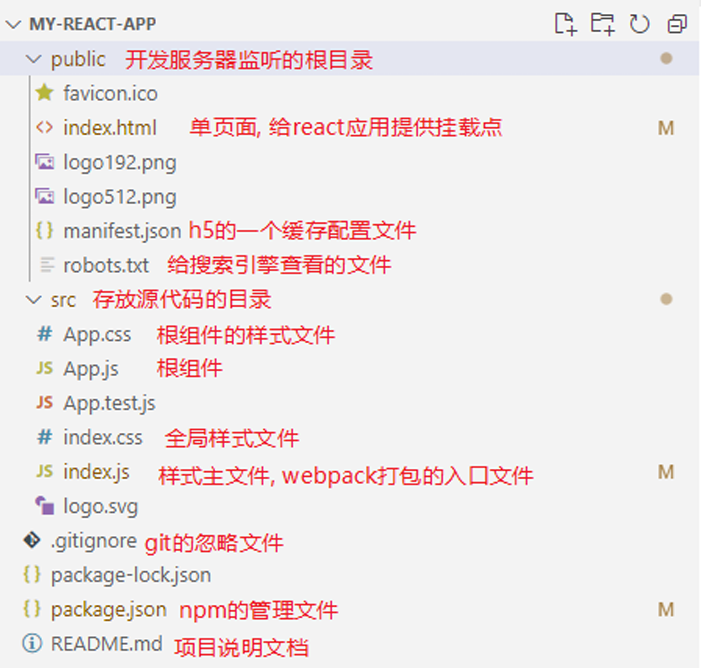 MY-REACT-APP
public 开发服务器监听的根目录
favicon.ico
index.html 单页面, 给react应用提供挂载点 M
logo192.png
logo512.png
manifest.json h5的一个缓存配置文件
robots.txt 给搜索引擎查看的文件
src 存放源代码的目录
App.css 根组件的样式文件
App.js 根组件
App.test.js
index.css 全局样式文件
index.js 样式主文件, webpack打包的入口文件 M
logo.svg
.gitignore git的忽略文件
package-lock.json
package.json npm的管理文件 M
README.md 项目说明文档